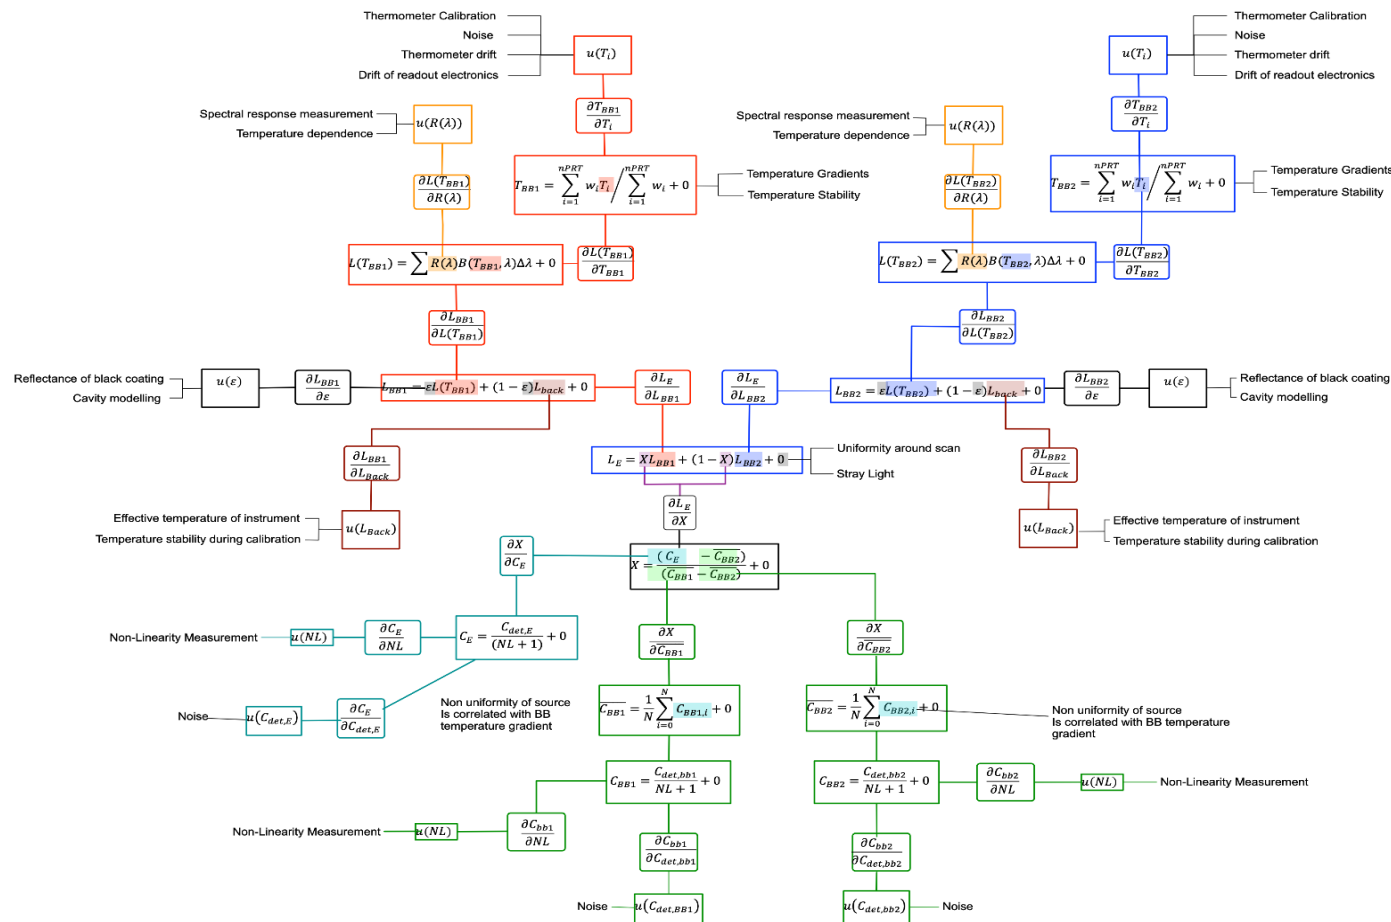 Thermometer Calibration
Noise
Thermometer drift
Drift of readout electronics
u(T_i)
Thermometer Calibration
Noise
Thermometer drift
Drift of readout electronics
u(T_i)
∂T_BB1 / ∂T_i
∂T_BB2 / ∂T_i
Spectral response measurement
Temperature dependence
u(R(λ))
Spectral response measurement
Temperature dependence
u(R(λ))
T_BB1 = ∑_{i=1}^{nPRT} w_i T_i / ∑_{i=1}^{nPRT} w_i + 0
Temperature Gradients
Temperature Stability
T_BB2 = ∑_{i=1}^{nPRT} w_i T_i / ∑_{i=1}^{nPRT} w_i + 0
Temperature Gradients
Temperature Stability
∂L(T_BB1) / ∂R(λ)
∂L(T_BB2) / ∂R(λ)
L(T_BB1) = ∑ R(λ)B(T_BB1, λ)Δλ + 0
∂L(T_BB1) / ∂T_BB1
L(T_BB2) = ∑ R(λ)B(T_BB2, λ)Δλ + 0
∂L(T_BB2) / ∂T_BB2
∂L_BB1 / ∂L(T_BB1)
∂L_BB2 / ∂L(T_BB2)
Reflectance of black coating
Cavity modelling
u(ε)
∂L_BB1 / ∂ε
L_BB1 = εL(T_BB1) + (1 − ε)L_back + 0
∂L_E / ∂L_BB1
∂L_E / ∂L_BB2
L_BB2 = εL(T_BB2) + (1 − ε)L_back + 0
∂L_BB2 / ∂ε
u(ε)
Reflectance of black coating
Cavity modelling
∂L_BB1 / ∂L_Back
L_E = XL_BB1 + (1 − X)L_BB2 + 0
Uniformity around scan
Stray Light
∂L_BB2 / ∂L_Back
∂L_E / ∂X
Effective temperature of instrument
Temperature stability during calibration
u(L_Back)
u(L_Back)
Effective temperature of instrument
Temperature stability during calibration
∂X / ∂C_E
X = (C_E − \overline{C_BB2}) / (\overline{C_BB1} − \overline{C_BB2}) + 0
Non-Linearity Measurement
u(NL)
∂C_E / ∂NL
C_E = C_det,E / (NL + 1) + 0
∂X / ∂\overline{C_BB1}
∂X / ∂\overline{C_BB2}
Noise
u(C_det,E)
∂C_E / ∂C_det,E
Non uniformity of source
Is correlated with BB
temperature gradient
\overline{C_BB1} = 1/N ∑_{i=0}^{N} C_BB1,i + 0
\overline{C_BB2} = 1/N ∑_{i=0}^{N} C_BB2,i + 0
Non uniformity of source
Is correlated with BB temperature
gradient
C_BB1 = C_det,bb1 / NL + 1 + 0
C_BB2 = C_det,bb2 / NL + 1 + 0
∂C_bb2 / ∂NL
u(NL)
Non-Linearity Measurement
Non-Linearity Measurement
u(NL)
∂C_bb1 / ∂NL
∂C_bb1 / ∂C_det,bb1
∂C_bb2 / ∂C_det,bb2
Noise
u(C_det,BB1)
u(C_det,bb2)
Noise